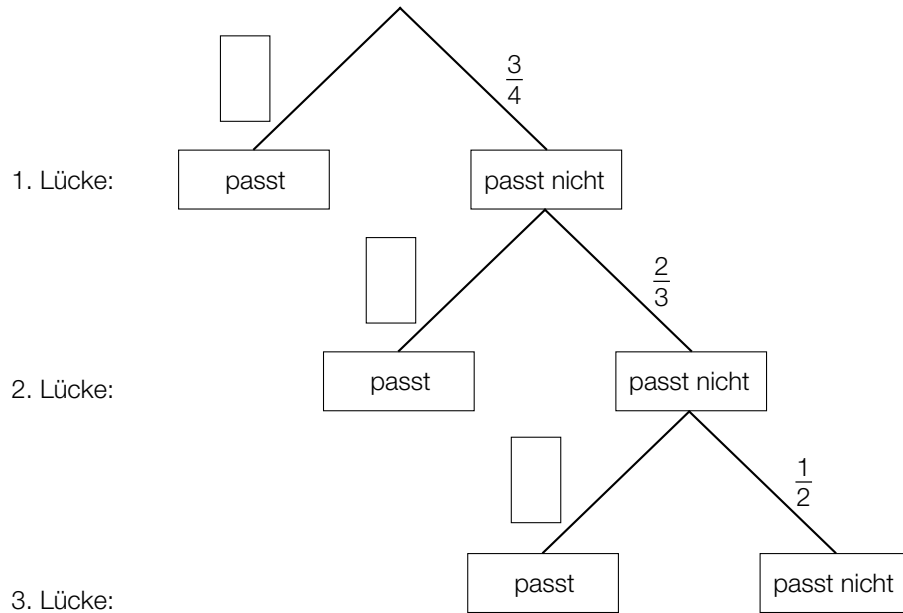 3
4
1. Lücke:
passt
passt nicht
2
3
2. Lücke:
passt
passt nicht
1
2
3. Lücke:
passt
passt nicht